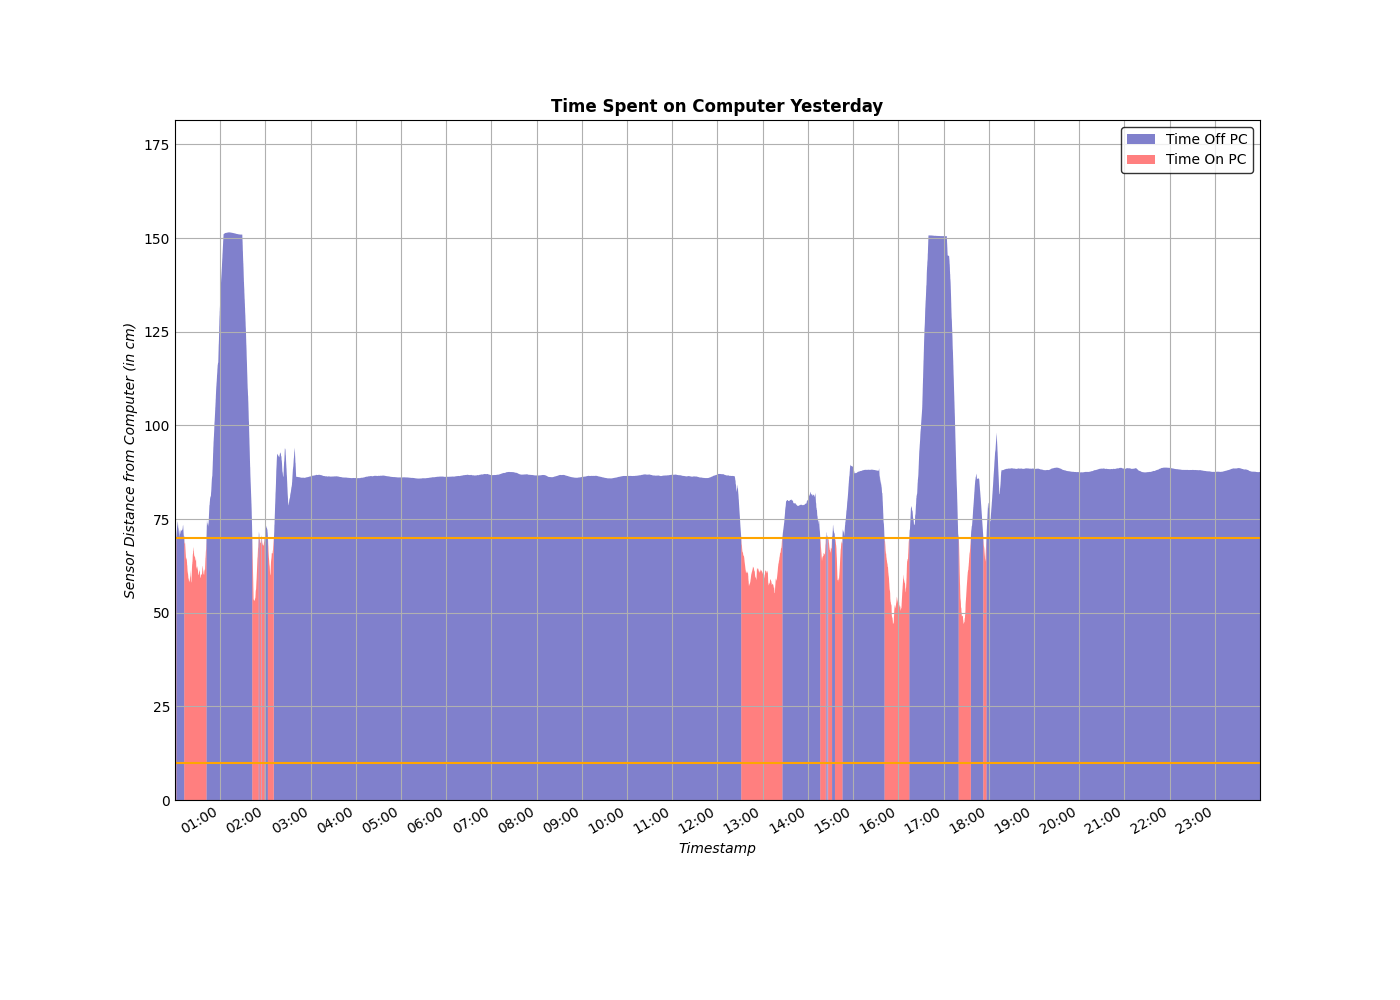 Time Spent on Computer Yesterday
Time Off PC
Time On PC
175
150
125
100
75
50
25
0
Sensor Distance from Computer (in cm)
01:00 02:00 03:00 04:00 05:00 06:00 07:00 08:00 09:00 10:00 11:00 12:00 13:00 14:00 15:00 16:00 17:00 18:00 19:00 20:00 21:00 22:00 23:00
Timestamp